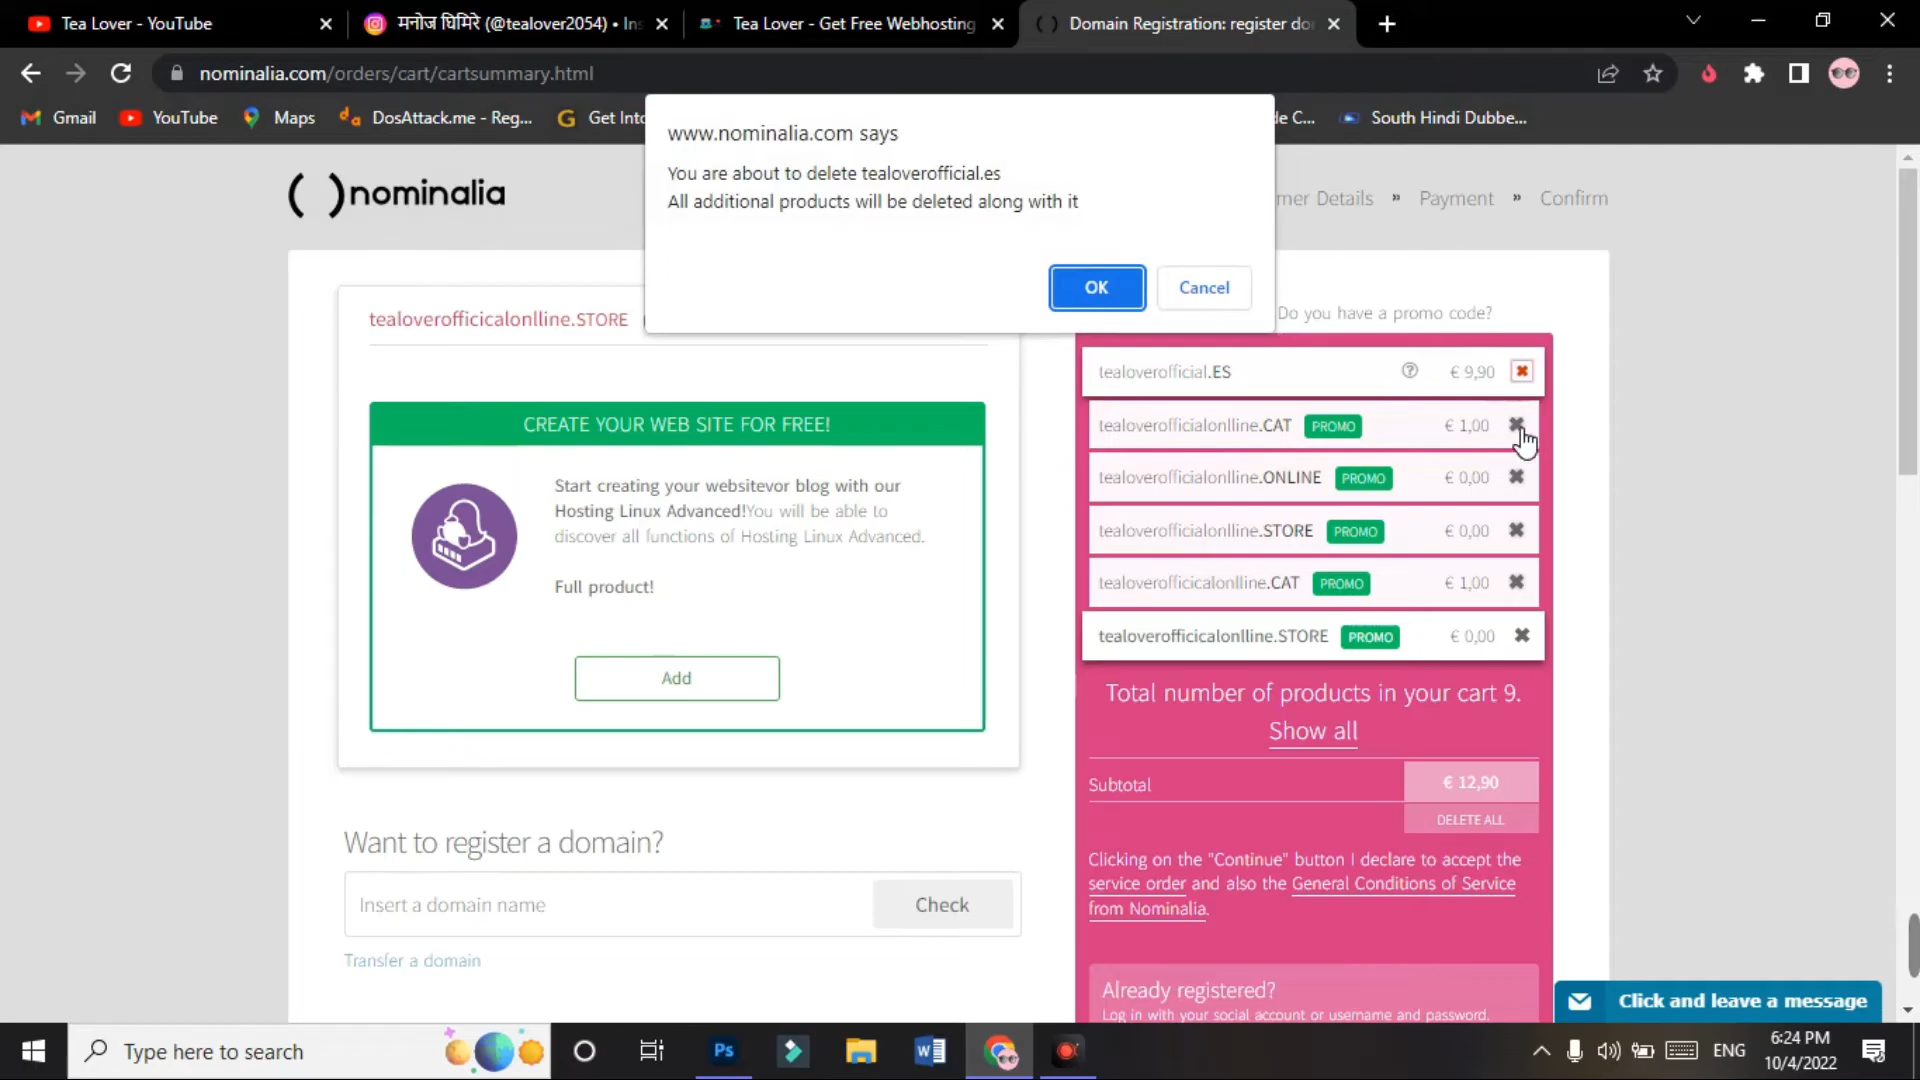 Tea Lover - YouTube
मनोज घिमिरे (@tealover2054) • Ins
Tea Lover - Get Free Webhosting
Domain Registration: register do
nominalia.com/orders/cart/cartsummary.html
Gmail
YouTube
Maps
DosAttack.me - Reg...
Get Into
de C...
South Hindi Dubbe...
www.nominalia.com says
You are about to delete tealoverofficial.es
All additional products will be deleted along with it
OK
Cancel
( ) nominalia
mer Details » Payment » Confirm
tealoverofficicalonlline.STORE
CREATE YOUR WEB SITE FOR FREE!
Start creating your websitevor blog with our
Hosting Linux Advanced!You will be able to
discover all functions of Hosting Linux Advanced.
Full product!
Add
Want to register a domain?
Insert a domain name
Check
Transfer a domain
Do you have a promo code?
tealoverofficial.ES ? € 9,90
tealoverofficialonlline.CAT PROMO € 1,00
tealoverofficialonlline.ONLINE PROMO € 0,00
tealoverofficialonlline.STORE PROMO € 0,00
tealoverofficicalonlline.CAT PROMO € 1,00
tealoverofficicalonlline.STORE PROMO € 0,00
Total number of products in your cart 9.
Show all
Subtotal € 12,90
DELETE ALL
Clicking on the "Continue" button I declare to accept the
service order and also the General Conditions of Service
from Nominalia.
Already registered?
Log in with your social account or username and password.
Click and leave a message
Type here to search
Ps
W
ENG
6:24 PM
10/4/2022